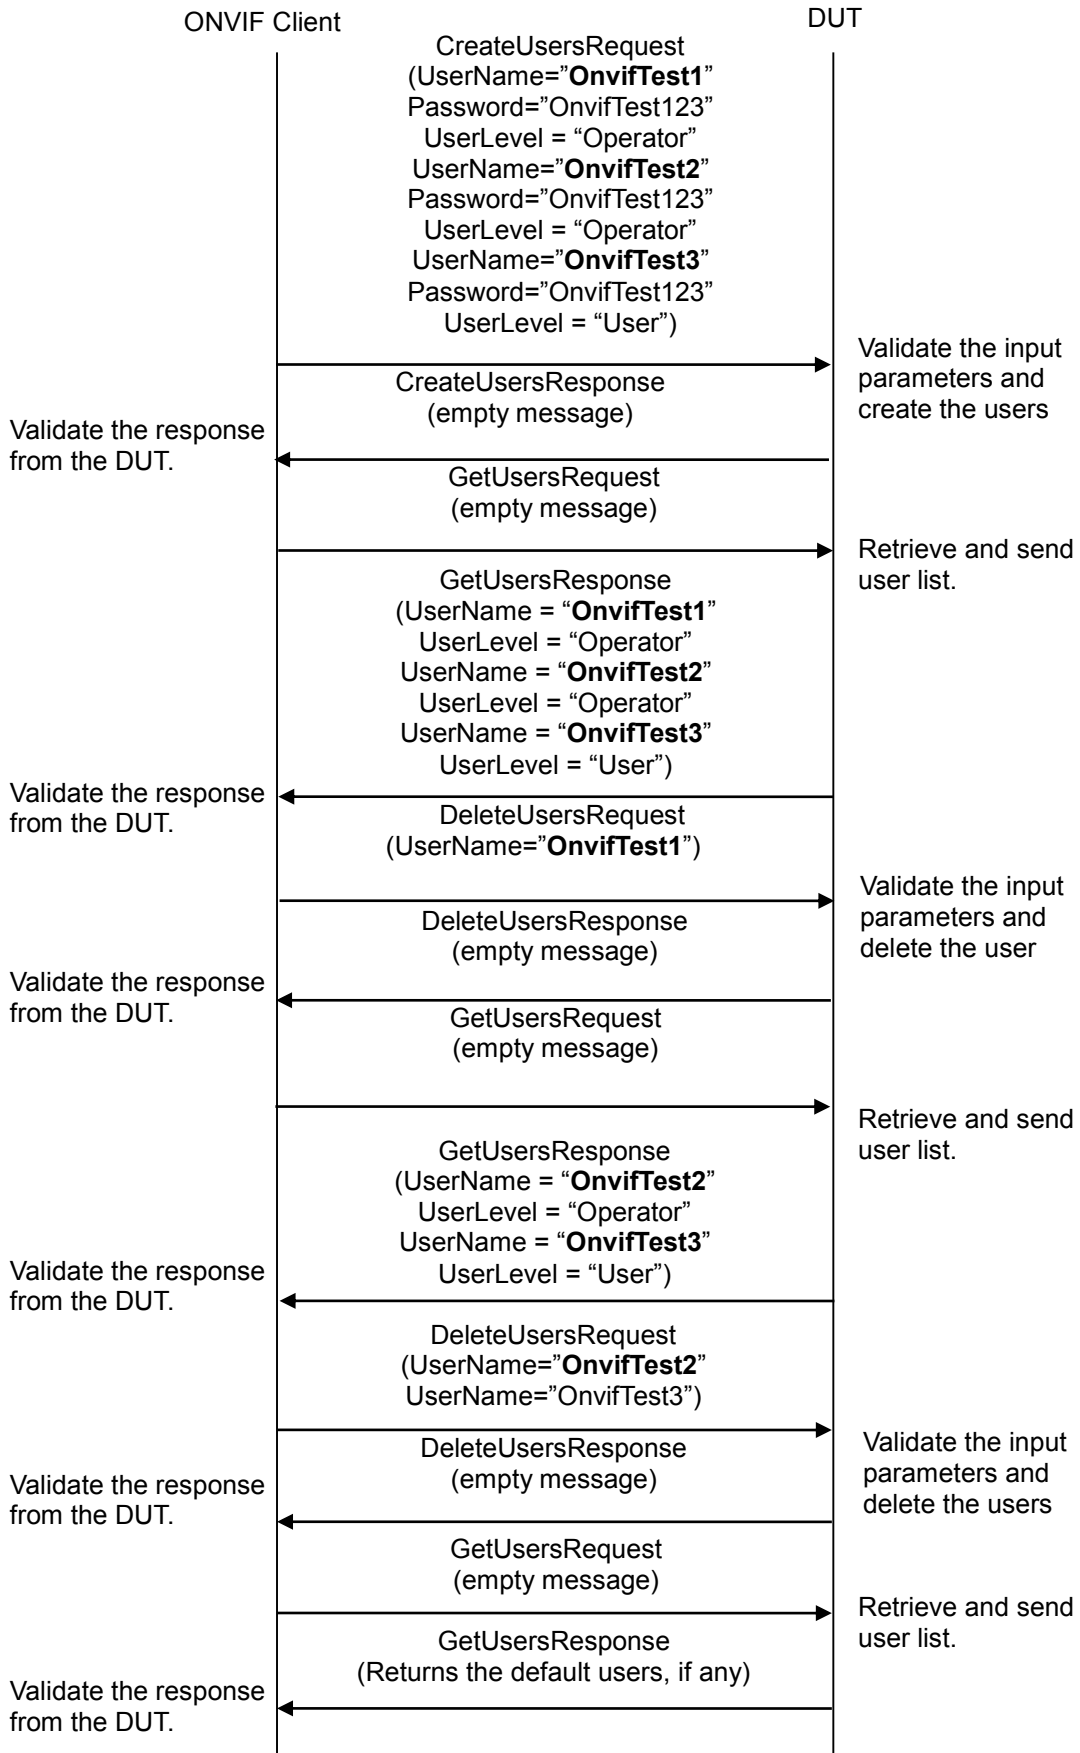 ONVIF Client
DUT
CreateUsersRequest
(UserName=”OnvifTest1”
Password=”OnvifTest123”
UserLevel = “Operator”
UserName=”OnvifTest2”
Password=”OnvifTest123”
UserLevel = “Operator”
UserName=”OnvifTest3”
Password=”OnvifTest123”
UserLevel = “User”)
Validate the input
parameters and
create the users
CreateUsersResponse
(empty message)
Validate the response
from the DUT.
GetUsersRequest
(empty message)
Retrieve and send
user list.
GetUsersResponse
(UserName = “OnvifTest1”
UserLevel = “Operator”
UserName = “OnvifTest2”
UserLevel = “Operator”
UserName = “OnvifTest3”
UserLevel = “User”)
Validate the response
from the DUT.
DeleteUsersRequest
(UserName=”OnvifTest1”)
Validate the input
parameters and
delete the user
DeleteUsersResponse
(empty message)
Validate the response
from the DUT.
GetUsersRequest
(empty message)
Retrieve and send
user list.
GetUsersResponse
(UserName = “OnvifTest2”
UserLevel = “Operator”
UserName = “OnvifTest3”
UserLevel = “User”)
Validate the response
from the DUT.
DeleteUsersRequest
(UserName=”OnvifTest2”
UserName=”OnvifTest3”)
Validate the input
parameters and
delete the users
DeleteUsersResponse
(empty message)
Validate the response
from the DUT.
GetUsersRequest
(empty message)
Retrieve and send
user list.
GetUsersResponse
(Returns the default users, if any)
Validate the response
from the DUT.